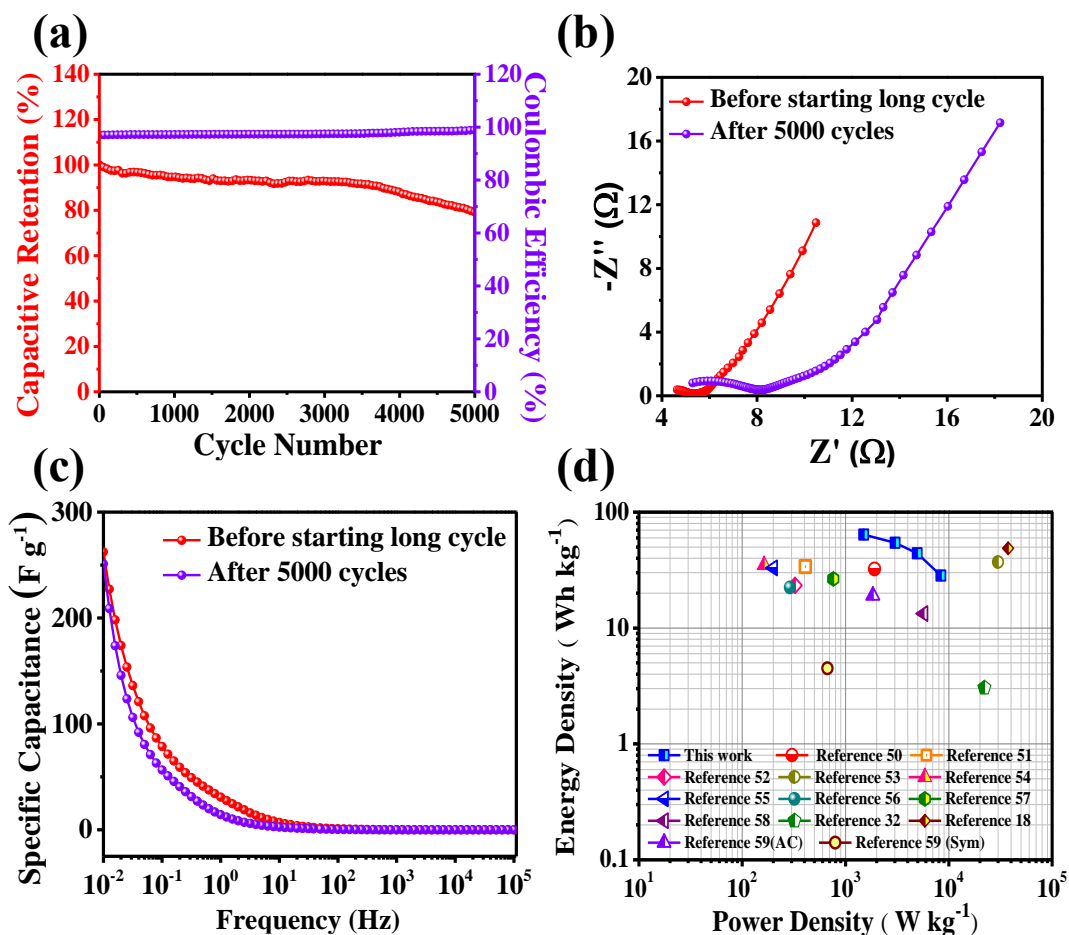 (a)
140
120
100
80
60
40
20
0
Capacitive Retention (%)
120
100
80
60
40
20
0
Coulombic Efficiency (%)
0 1000 2000 3000 4000 5000
Cycle Number
(b)
Before starting long cycle
After 5000 cycles
20
16
12
8
4
0
-Z'' (Ω)
4 8 12 16 20
Z' (Ω)
(c)
Before starting long cycle
After 5000 cycles
300
200
100
0
Specific Capacitance (F g⁻¹)
10⁻² 10⁻¹ 10⁰ 10¹ 10² 10³ 10⁴ 10⁵
Frequency (Hz)
(d)
100
10
1
0.1
Energy Density ( Wh kg⁻¹)
This work Reference 50 Reference 51
Reference 52 Reference 53 Reference 54
Reference 55 Reference 56 Reference 57
Reference 58 Reference 32 Reference 18
Reference 59(AC) Reference 59 (Sym)
10¹ 10² 10³ 10⁴ 10⁵
Power Density ( W kg⁻¹)